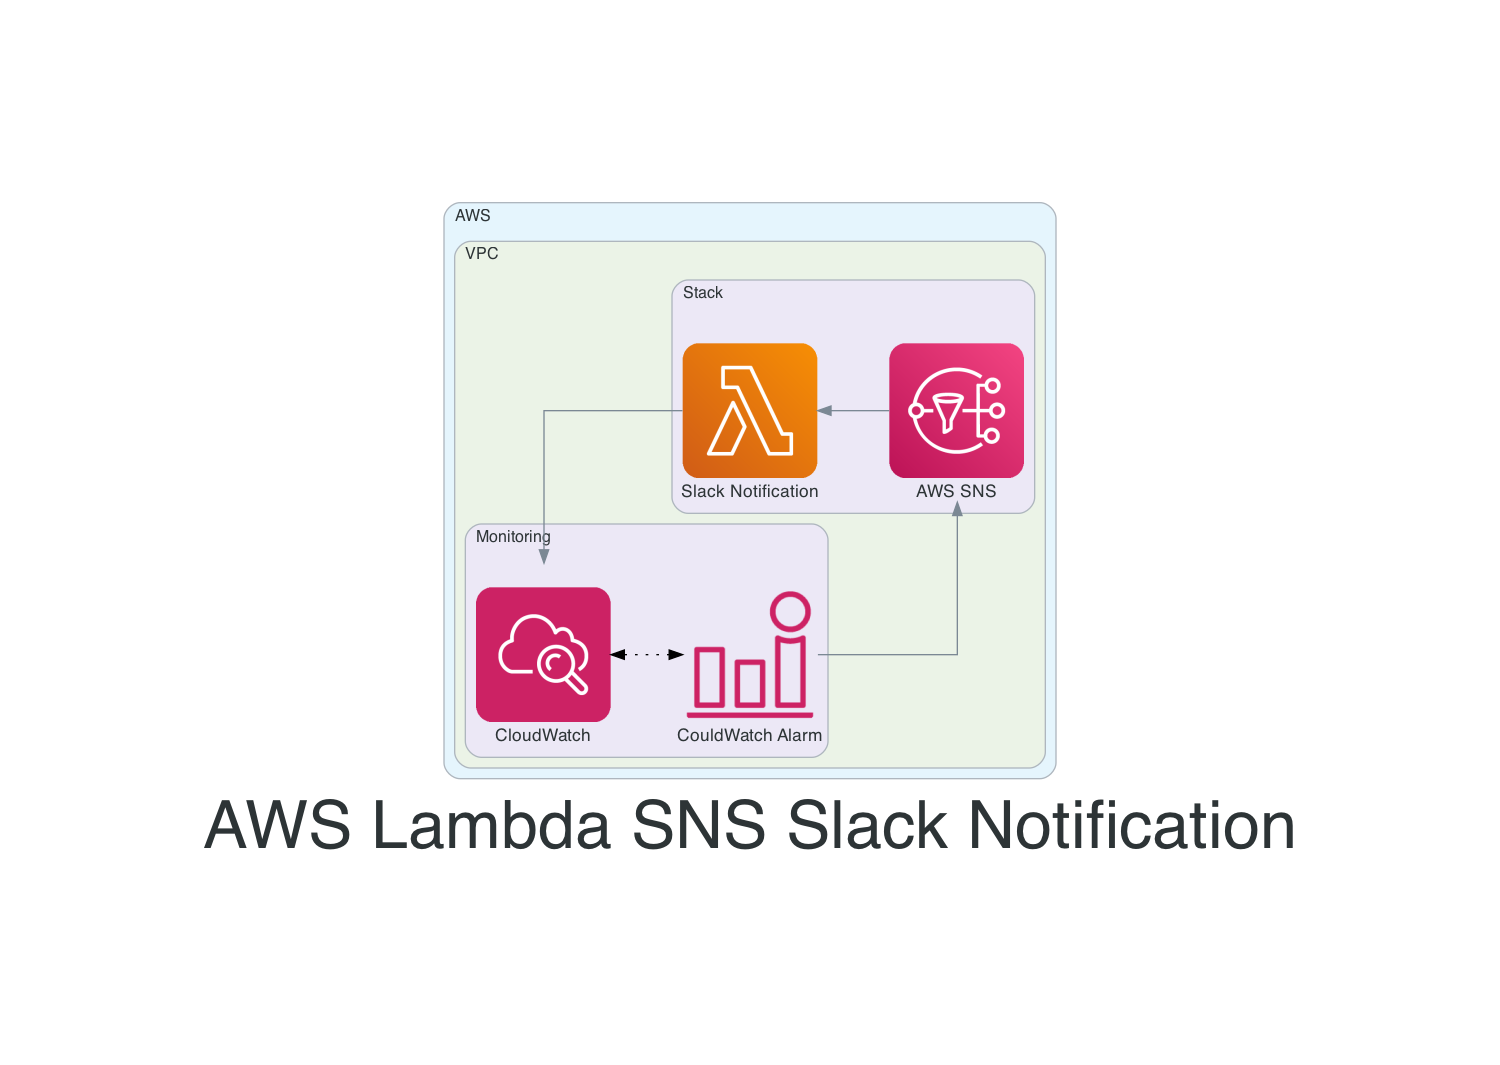 AWS
VPC
Stack
Slack Notification
AWS SNS
Monitoring
CloudWatch
CouldWatch Alarm
AWS Lambda SNS Slack Notification